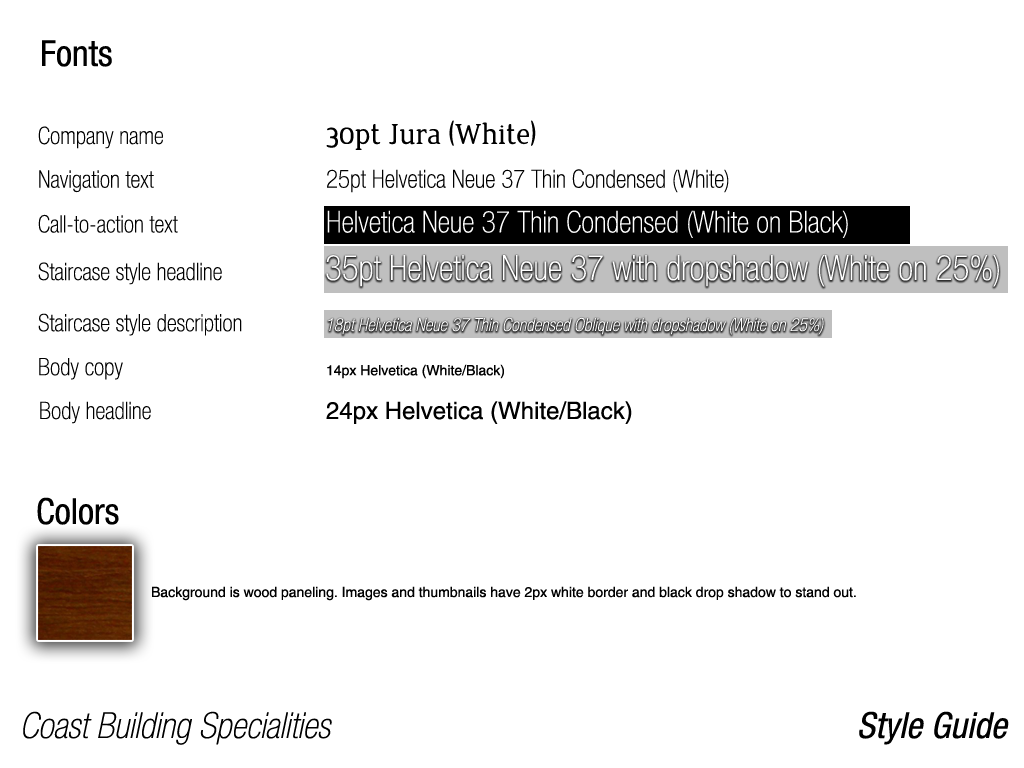 Fonts
Company name 30pt Jura (White)
Navigation text 25pt Helvetica Neue 37 Thin Condensed (White)
Call-to-action text Helvetica Neue 37 Thin Condensed (White on Black)
Staircase style headline 35pt Helvetica Neue 37 with dropshadow (White on 25%)
Staircase style description 18pt Helvetica Neue 37 Thin Condensed Oblique with dropshadow (White on 25%)
Body copy 14px Helvetica (White/Black)
Body headline 24px Helvetica (White/Black)
Colors
Background is wood paneling. Images and thumbnails have 2px white border and black drop shadow to stand out.
Coast Building Specialities Style Guide